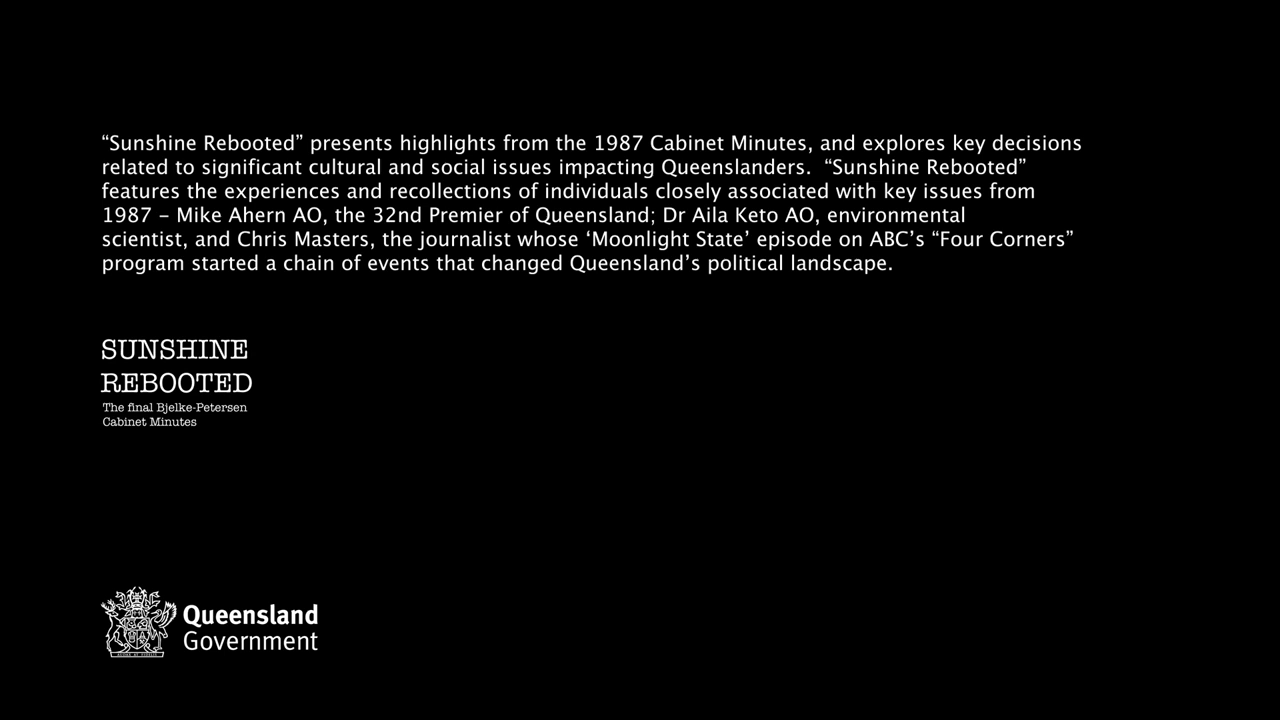 “Sunshine Rebooted” presents highlights from the 1987 Cabinet Minutes, and explores key decisions
related to significant cultural and social issues impacting Queenslanders.  “Sunshine Rebooted”
features the experiences and recollections of individuals closely associated with key issues from
1987 – Mike Ahern AO, the 32nd Premier of Queensland; Dr Aila Keto AO, environmental
scientist, and Chris Masters, the journalist whose ‘Moonlight State’ episode on ABC’s “Four Corners”
program started a chain of events that changed Queensland’s political landscape.
SUNSHINE
REBOOTED
The final Bjelke-Petersen
Cabinet Minutes
Queensland
Government